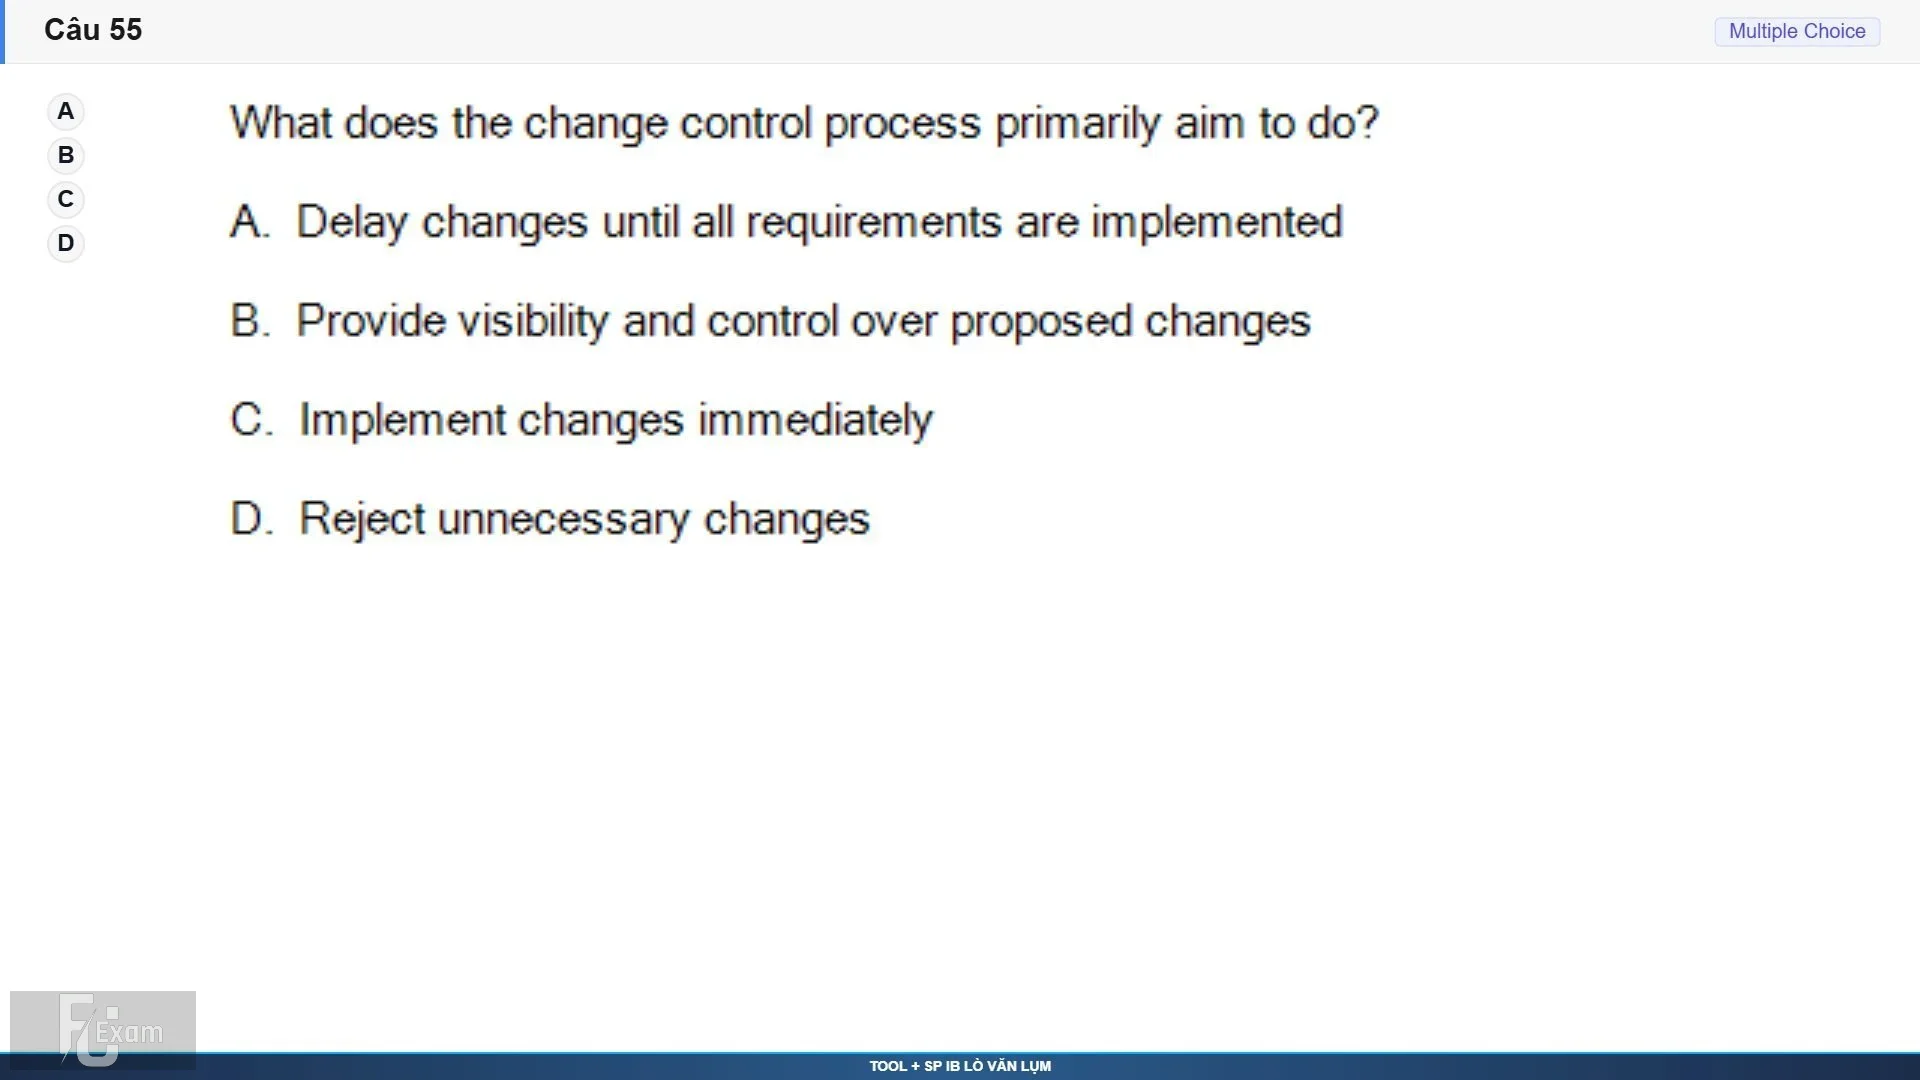 Câu 55
Multiple Choice
A
B
C
D
What does the change control process primarily aim to do?
A. Delay changes until all requirements are implemented
B. Provide visibility and control over proposed changes
C. Implement changes immediately
D. Reject unnecessary changes
Exam
TOOL + SP IB LÒ VĂN LỤM